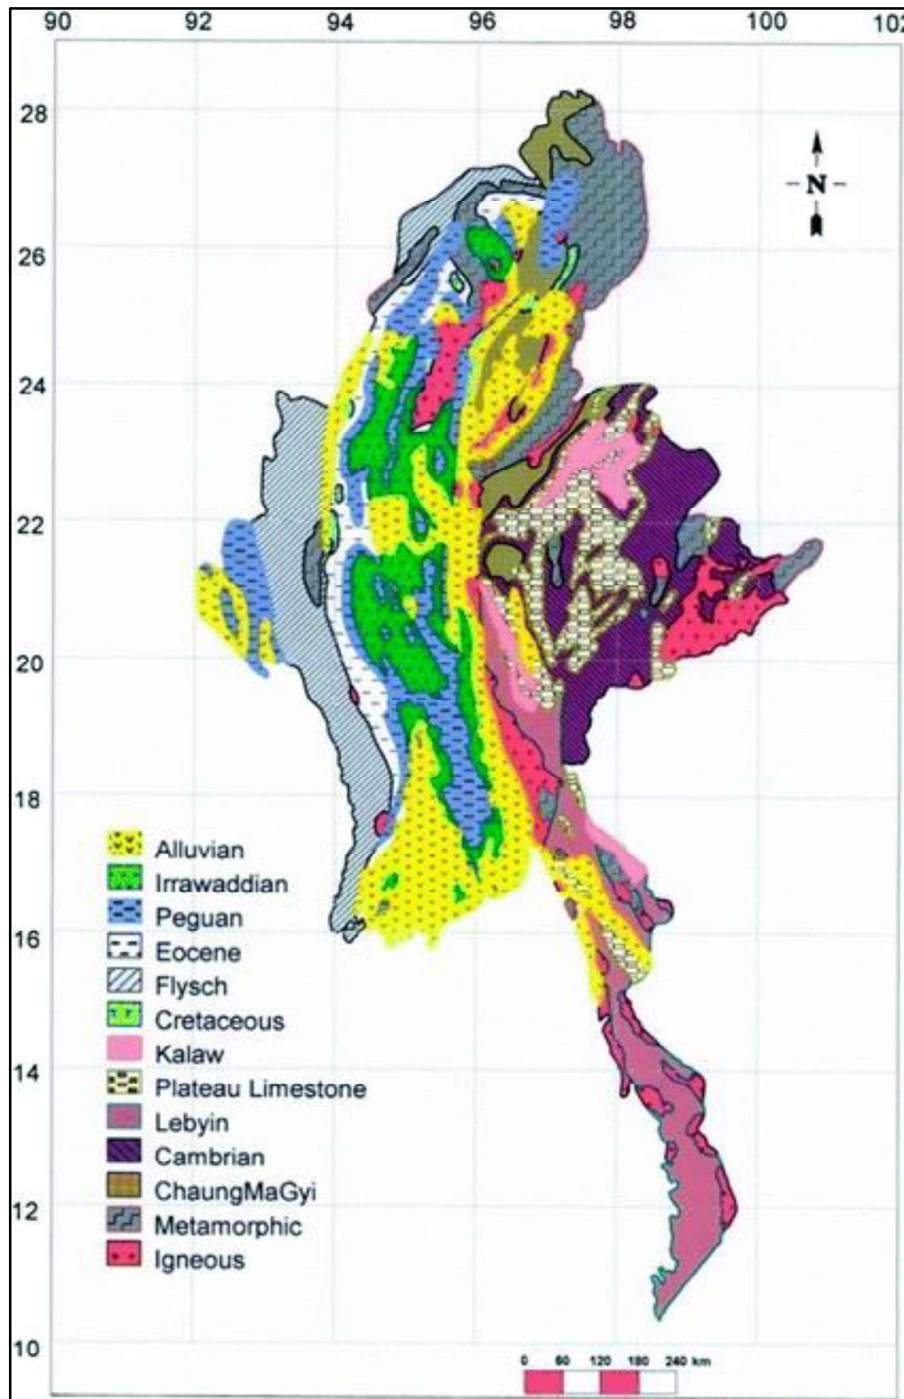 90 92 94 96 98 100 102
28
N
26
24
22
20
18
Alluvian
Irrawaddian
Peguan
16
Eocene
Flysch
Cretaceous
Kalaw
14
Plateau Limestone
Lebyin
Cambrian
12
ChaungMaGyi
Metamorphic
Igneous
10
0 60 120 180 240 km